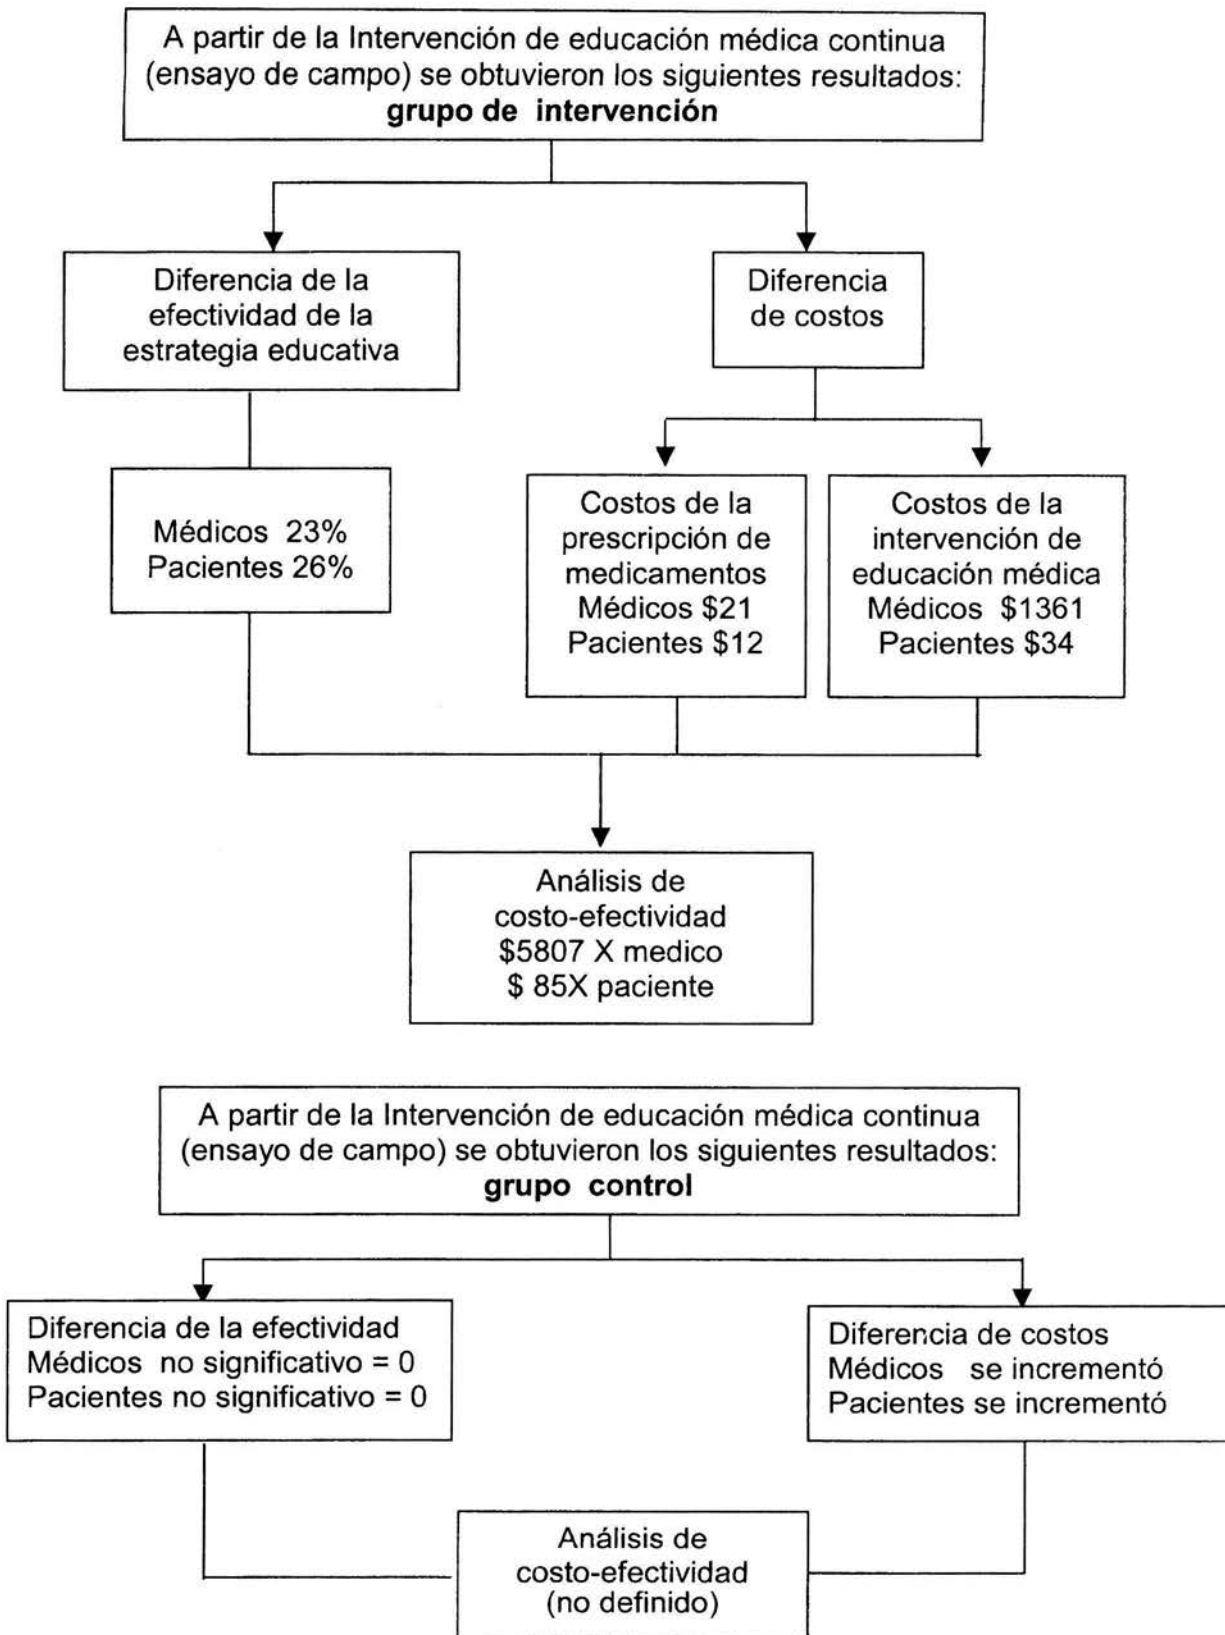 A partir de la Intervención de educación médica continua
(ensayo de campo) se obtuvieron los siguientes resultados:
grupo de intervención
Diferencia de la
efectividad de la
estrategia educativa
Diferencia
de costos
Médicos 23%
Pacientes 26%
Costos de la
prescripción de
medicamentos
Médicos $21
Pacientes $12
Costos de la
intervención de
educación médica
Médicos $1361
Pacientes $34
Análisis de
costo-efectividad
$5807 X medico
$ 85X paciente
A partir de la Intervención de educación médica continua
(ensayo de campo) se obtuvieron los siguientes resultados:
grupo control
Diferencia de la efectividad
Médicos no significativo = 0
Pacientes no significativo = 0
Diferencia de costos
Médicos se incrementó
Pacientes se incrementó
Análisis de
costo-efectividad
(no definido)